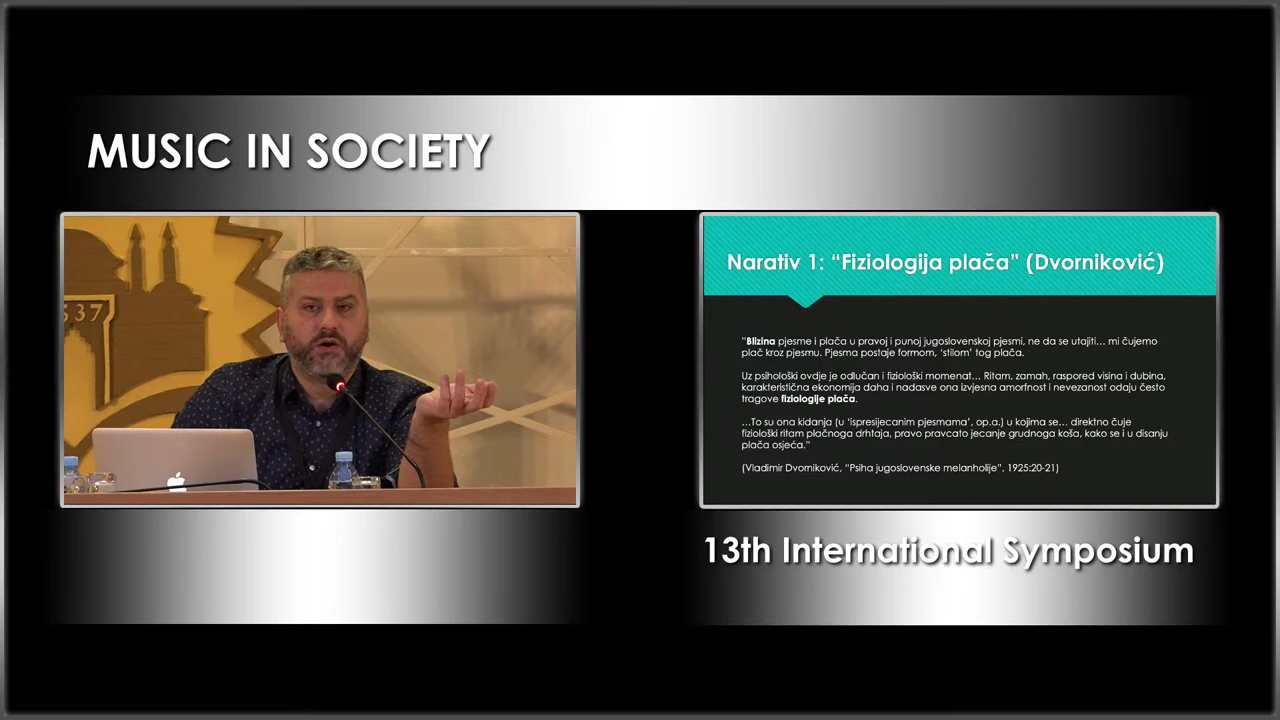 MUSIC IN SOCIETY
537
Narativ 1: “Fiziologija plača” (Dvorniković)
"Blizina pjesme i plača u pravoj i punoj jugoslovenskoj pjesmi, ne da se utajiti... mi čujemo
plač kroz pjesmu. Pjesma postaje formom, ‘stilom’ tog plača.
Uz psihološki ovdje je odlučan i fiziološki momenat... Ritam, zamah, raspored visina i dubina,
karakteristična ekonomija daha i nadasve ona izvjesna amorfnost i nevezanost odaju često
tragove fiziologije plača.
...To su ona kidanja (u ‘ispresijecanim pjesmama’, op.a.) u kojima se... direktno čuje
fiziološki ritam plačnoga drhtaja, pravo pravcato jecanje grudnoga koša, kako se i u disanju
plača osjeća."
(Vladimir Dvorniković, “Psiha jugoslovenske melanholije”, 1925:20-21)
13th International Symposium